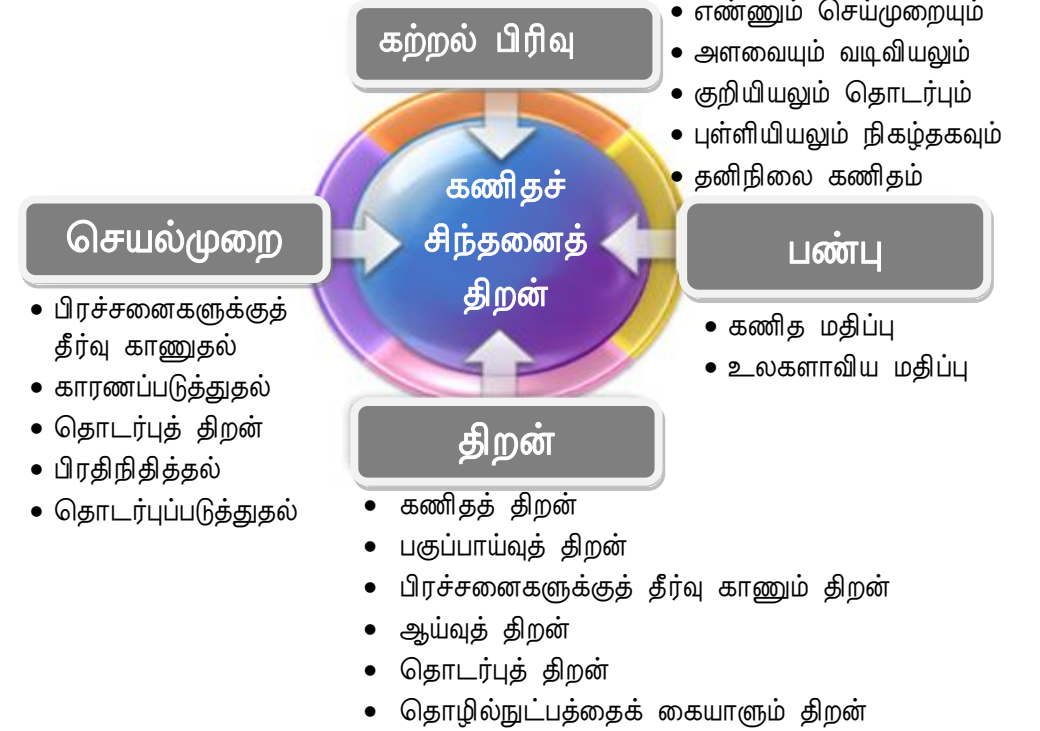 கற்றல் பிரிவு
• எண்ணும் செய்முறையும்
• அளவையும் வடிவியலும்
• குறியியலும் தொடர்பும்
• புள்ளியியலும் நிகழ்தகவும்
• தனிநிலை கணிதம்
கணிதச்
சிந்தனைத்
திறன்
செயல்முறை
• பிரச்சனைகளுக்குத்
தீர்வு காணுதல்
• காரணப்படுத்துதல்
• தொடர்புத் திறன்
• பிரதிநிதித்தல்
• தொடர்புப்படுத்துதல்
பண்பு
• கணித மதிப்பு
• உலகளாவிய மதிப்பு
திறன்
• கணிதத் திறன்
• பகுப்பாய்வுத் திறன்
• பிரச்சனைகளுக்குத் தீர்வு காணும் திறன்
• ஆய்வுத் திறன்
• தொடர்புத் திறன்
• தொழில்நுட்பத்தைக் கையாளும் திறன்